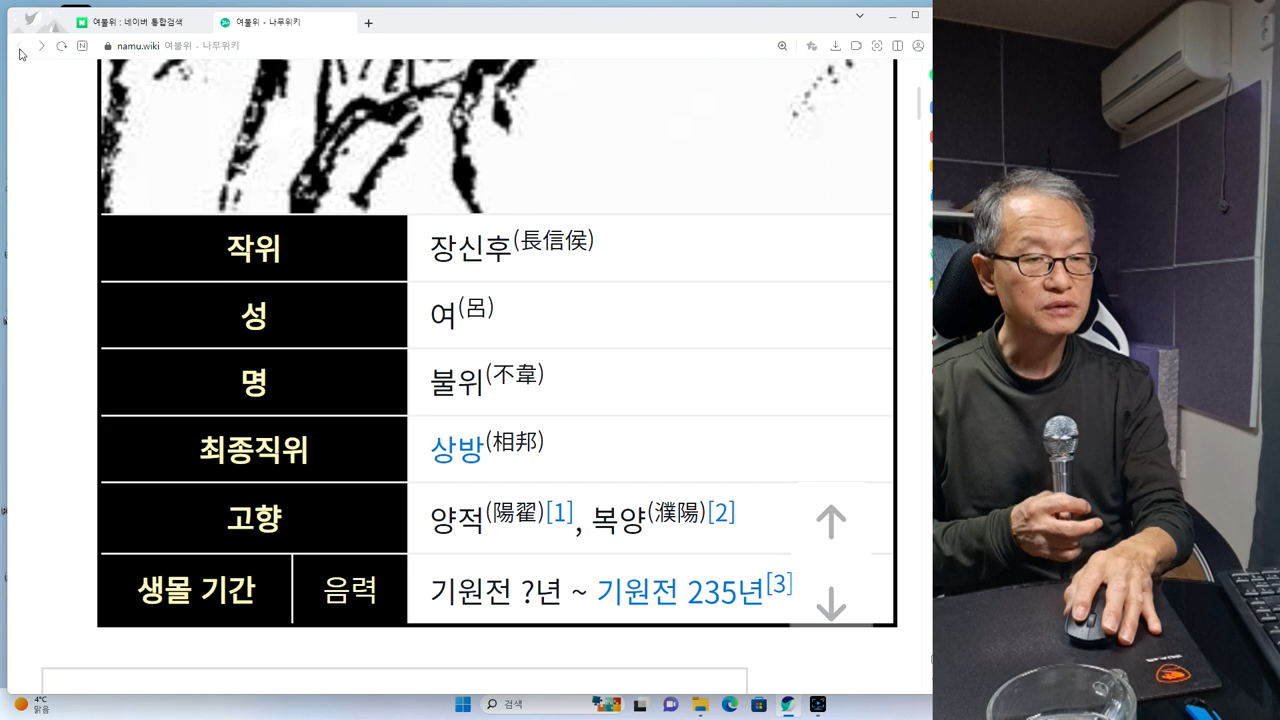 여불위 : 네이버 통합검색
여불위 - 나무위키
namu.wiki 여불위 - 나무위키
작위 장신후(長信侯)
성 여(呂)
명 불위(不韋)
최종직위 상방(相邦)
고향 양적(陽翟)[1], 복양(濮陽)[2]
생몰 기간 음력 기원전 ?년 ~ 기원전 235년[3]
4°C
맑음
검색